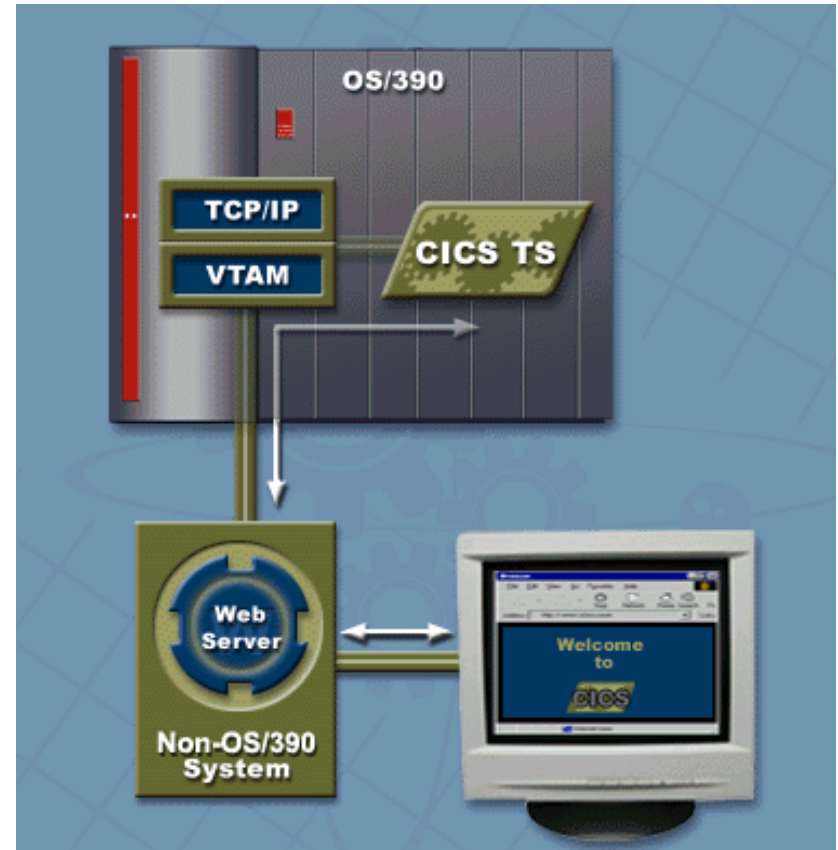 OS/390
TCP/IP
VTAM
CICS TS
Web
Server
Non-OS/390
System
Welcome
to
CICS